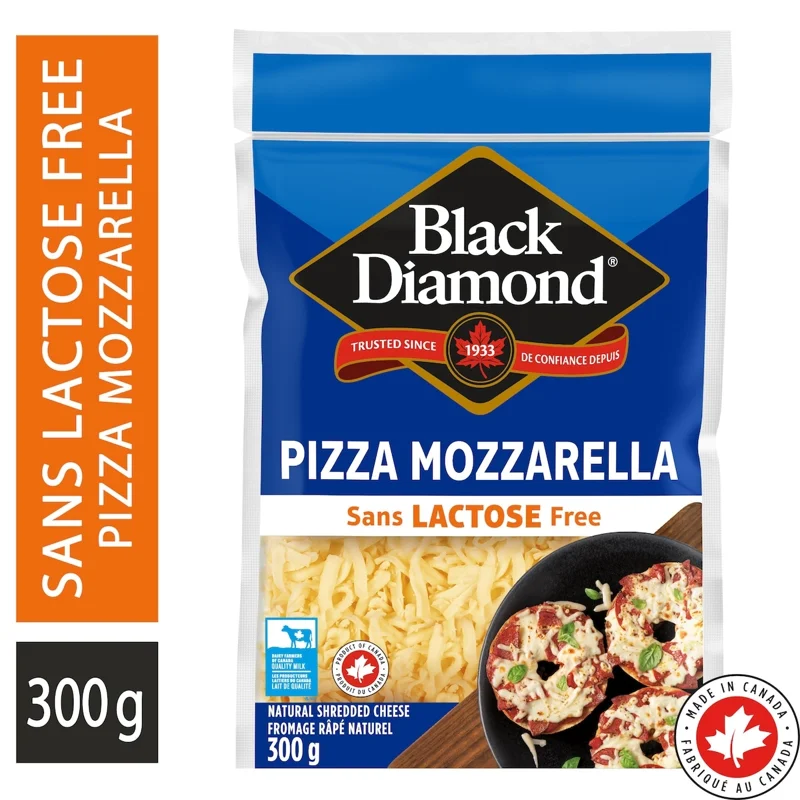 SANS LACTOSE FREE
PIZZA MOZZARELLA
300 g
Black
Diamond®
TRUSTED SINCE
1933
DE CONFIANCE DEPUIS
PIZZA MOZZARELLA
Sans LACTOSE Free
DAIRY FARMERS
OF CANADA
QUALITY MILK
LES PRODUCTEURS
LAITIERS DU CANADA
LAIT DE QUALITÉ
PRODUCT OF CANADA
PRODUIT DU CANADA
NATURAL SHREDDED CHEESE
FROMAGE RÂPÉ NATUREL
300 g
MADE IN CANADA
FABRIQUÉ AU CANADA